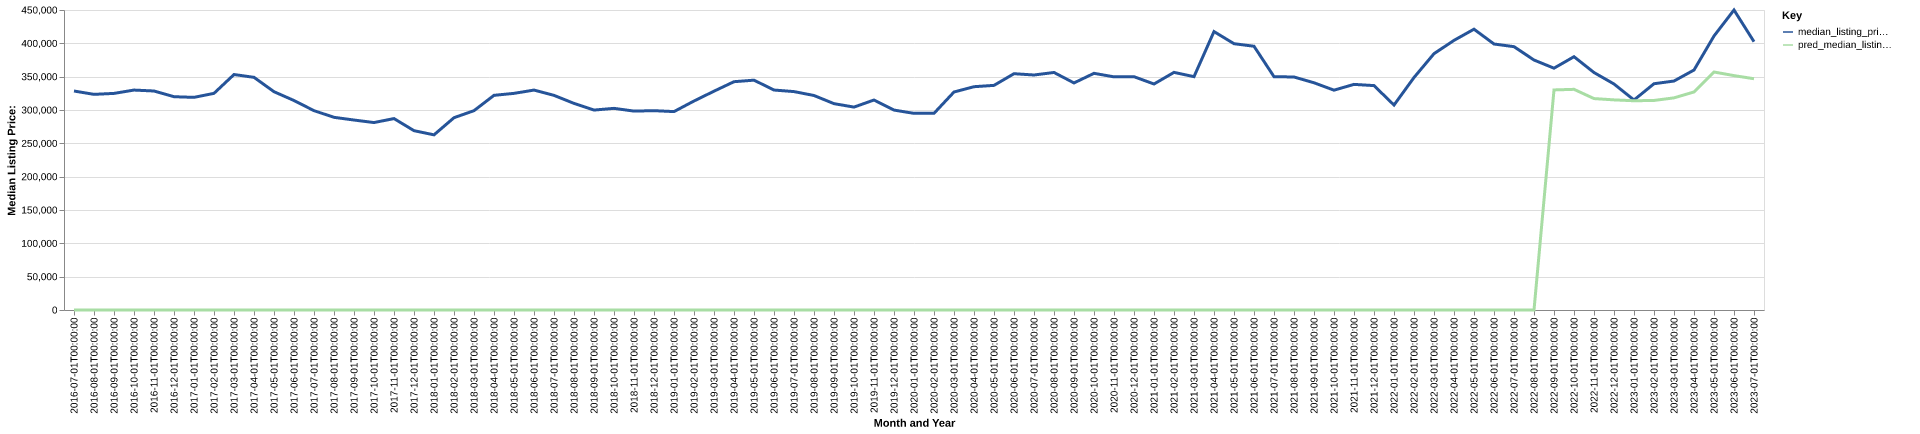 450,000
400,000
350,000
300,000
250,000
200,000
150,000
100,000
50,000
0
Median Listing Price:
2016-07-01T00:00:00
2016-08-01T00:00:00
2016-09-01T00:00:00
2016-10-01T00:00:00
2016-11-01T00:00:00
2016-12-01T00:00:00
2017-01-01T00:00:00
2017-02-01T00:00:00
2017-03-01T00:00:00
2017-04-01T00:00:00
2017-05-01T00:00:00
2017-06-01T00:00:00
2017-07-01T00:00:00
2017-08-01T00:00:00
2017-09-01T00:00:00
2017-10-01T00:00:00
2017-11-01T00:00:00
2017-12-01T00:00:00
2018-01-01T00:00:00
2018-02-01T00:00:00
2018-03-01T00:00:00
2018-04-01T00:00:00
2018-05-01T00:00:00
2018-06-01T00:00:00
2018-07-01T00:00:00
2018-08-01T00:00:00
2018-09-01T00:00:00
2018-10-01T00:00:00
2018-11-01T00:00:00
2018-12-01T00:00:00
2019-01-01T00:00:00
2019-02-01T00:00:00
2019-03-01T00:00:00
2019-04-01T00:00:00
2019-05-01T00:00:00
2019-06-01T00:00:00
2019-07-01T00:00:00
2019-08-01T00:00:00
2019-09-01T00:00:00
2019-10-01T00:00:00
2019-11-01T00:00:00
2019-12-01T00:00:00
2020-01-01T00:00:00
2020-02-01T00:00:00
2020-03-01T00:00:00
2020-04-01T00:00:00
2020-05-01T00:00:00
2020-06-01T00:00:00
2020-07-01T00:00:00
2020-08-01T00:00:00
2020-09-01T00:00:00
2020-10-01T00:00:00
2020-11-01T00:00:00
2020-12-01T00:00:00
2021-01-01T00:00:00
2021-02-01T00:00:00
2021-03-01T00:00:00
2021-04-01T00:00:00
2021-05-01T00:00:00
2021-06-01T00:00:00
2021-07-01T00:00:00
2021-08-01T00:00:00
2021-09-01T00:00:00
2021-10-01T00:00:00
2021-11-01T00:00:00
2021-12-01T00:00:00
2022-01-01T00:00:00
2022-02-01T00:00:00
2022-03-01T00:00:00
2022-04-01T00:00:00
2022-05-01T00:00:00
2022-06-01T00:00:00
2022-07-01T00:00:00
2022-08-01T00:00:00
2022-09-01T00:00:00
2022-10-01T00:00:00
2022-11-01T00:00:00
2022-12-01T00:00:00
2023-01-01T00:00:00
2023-02-01T00:00:00
2023-03-01T00:00:00
2023-04-01T00:00:00
2023-05-01T00:00:00
2023-06-01T00:00:00
2023-07-01T00:00:00
Month and Year
Key
median_listing_pri…
pred_median_listin…